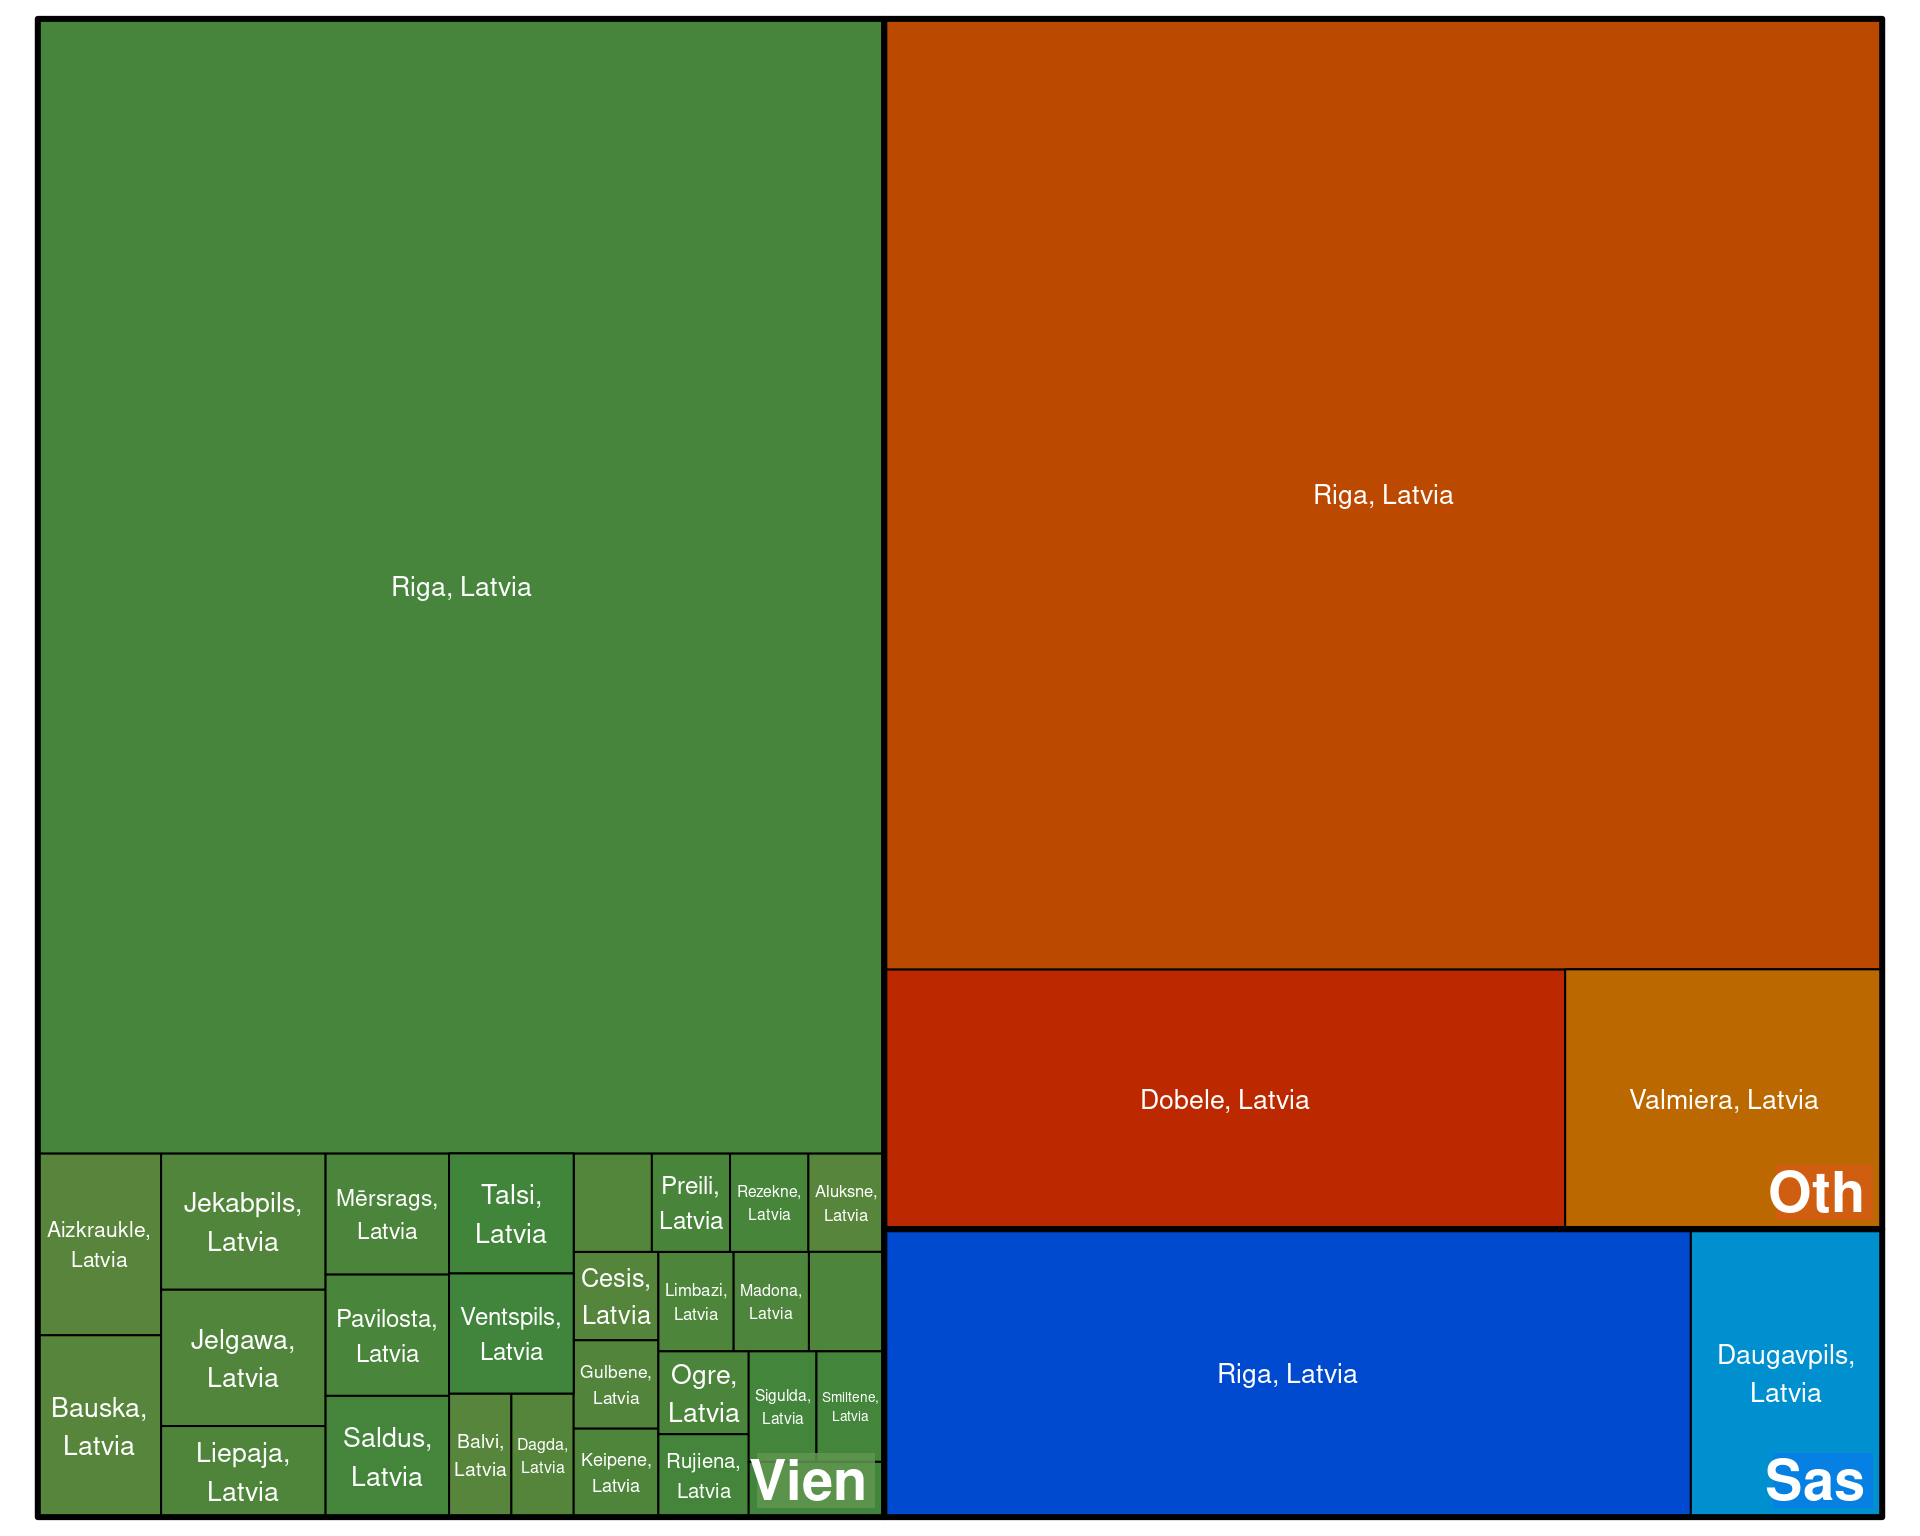 Riga, Latvia
Aizkraukle,
Latvia
Bauska,
Latvia
Jekabpils,
Latvia
Jelgawa,
Latvia
Liepaja,
Latvia
Mērsrags,
Latvia
Pavilosta,
Latvia
Saldus,
Latvia
Talsi,
Latvia
Ventspils,
Latvia
Balvi,
Latvia
Dagda,
Latvia
Preili,
Latvia
Rezekne,
Latvia
Aluksne,
Latvia
Cesis,
Latvia
Limbazi,
Latvia
Madona,
Latvia
Gulbene,
Latvia
Keipene,
Latvia
Ogre,
Latvia
Rujiena,
Latvia
Sigulda,
Latvia
Smiltene,
Latvia
Vien
Riga, Latvia
Dobele, Latvia
Valmiera, Latvia
Oth
Riga, Latvia
Daugavpils,
Latvia
Sas